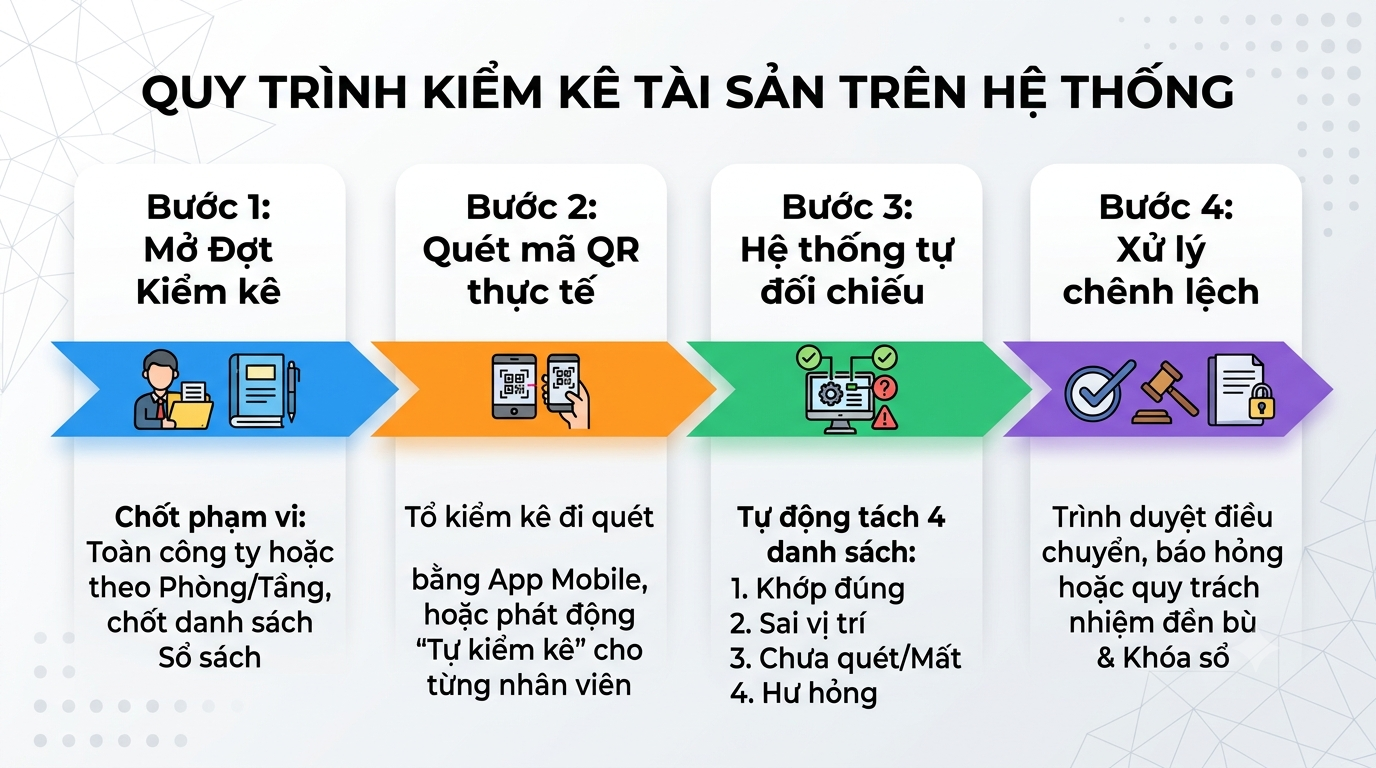 QUY TRÌNH KIỂM KÊ TÀI SẢN TRÊN HỆ THỐNG
Bước 1:
Mở Đợt
Kiểm kê
Chốt phạm vi:
Toàn công ty hoặc
theo Phòng/Tầng,
chốt danh sách
Sổ sách
Bước 2:
Quét mã QR
thực tế
Tổ kiểm kê đi quét
bằng App Mobile,
hoặc phát động
“Tự kiểm kê” cho
từng nhân viên
Bước 3:
Hệ thống tự
đối chiếu
Tự động tách 4
danh sách:
1. Khớp đúng
2. Sai vị trí
3. Chưa quét/Mất
4. Hư hỏng
Bước 4:
Xử lý
chênh lệch
Trình duyệt điều
chuyển, báo hỏng
hoặc quy trách
nhiệm đền bù
& Khóa sổ